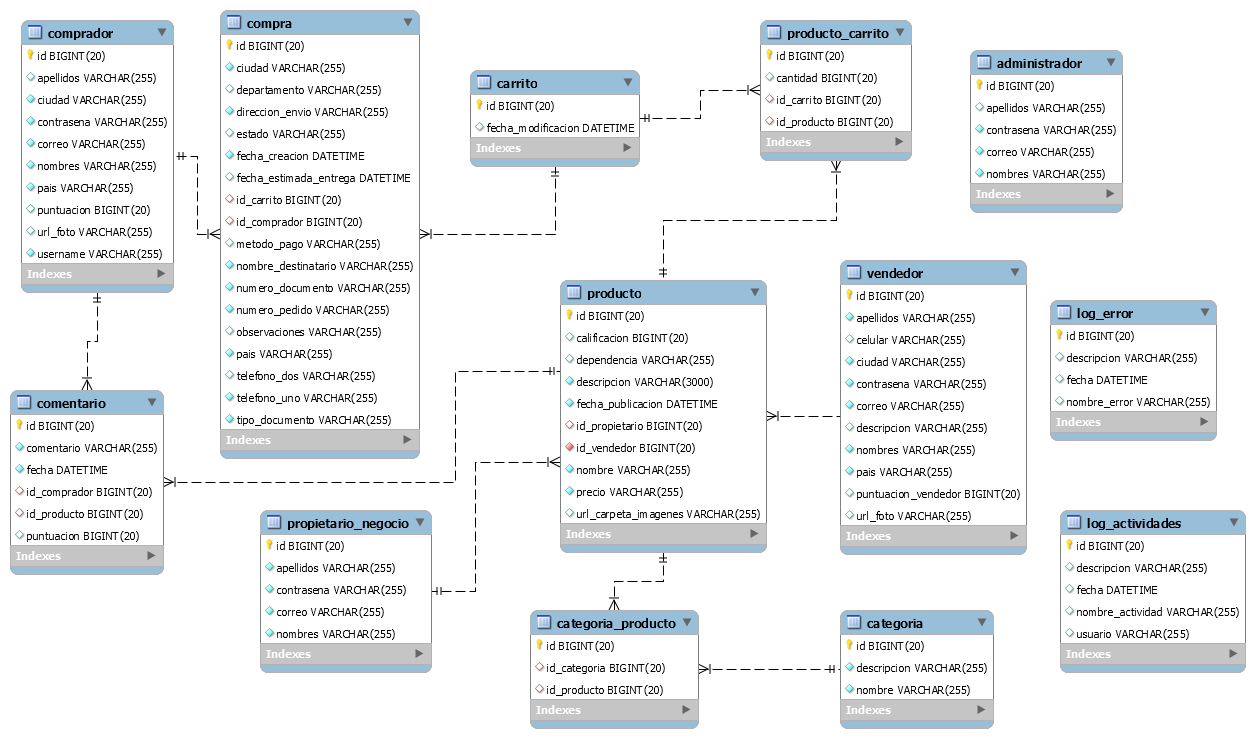 comprador
id BIGINT(20)
apellidos VARCHAR(255)
ciudad VARCHAR(255)
contrasena VARCHAR(255)
correo VARCHAR(255)
nombres VARCHAR(255)
pais VARCHAR(255)
puntuacion BIGINT(20)
url_foto VARCHAR(255)
username VARCHAR(255)
Indexes
compra
id BIGINT(20)
ciudad VARCHAR(255)
departamento VARCHAR(255)
direccion_envio VARCHAR(255)
estado VARCHAR(255)
fecha_creacion DATETIME
fecha_estimada_entrega DATETIME
id_carrito BIGINT(20)
id_comprador BIGINT(20)
metodo_pago VARCHAR(255)
nombre_destinatario VARCHAR(255)
numero_documento VARCHAR(255)
numero_pedido VARCHAR(255)
observaciones VARCHAR(255)
pais VARCHAR(255)
telefono_dos VARCHAR(255)
telefono_uno VARCHAR(255)
tipo_documento VARCHAR(255)
Indexes
carrito
id BIGINT(20)
fecha_modificacion DATETIME
Indexes
producto_carrito
id BIGINT(20)
cantidad BIGINT(20)
id_carrito BIGINT(20)
id_producto BIGINT(20)
Indexes
administrador
id BIGINT(20)
apellidos VARCHAR(255)
contrasena VARCHAR(255)
correo VARCHAR(255)
nombres VARCHAR(255)
Indexes
producto
id BIGINT(20)
calificacion BIGINT(20)
dependencia VARCHAR(255)
descripcion VARCHAR(3000)
fecha_publicacion DATETIME
id_propietario BIGINT(20)
id_vendedor BIGINT(20)
nombre VARCHAR(255)
precio VARCHAR(255)
url_carpeta_imagenes VARCHAR(255)
Indexes
vendedor
id BIGINT(20)
apellidos VARCHAR(255)
celular VARCHAR(255)
ciudad VARCHAR(255)
contrasena VARCHAR(255)
correo VARCHAR(255)
descripcion VARCHAR(255)
nombres VARCHAR(255)
pais VARCHAR(255)
puntuacion_vendedor BIGINT(20)
url_foto VARCHAR(255)
Indexes
log_error
id BIGINT(20)
descripcion VARCHAR(255)
fecha DATETIME
nombre_error VARCHAR(255)
Indexes
comentario
id BIGINT(20)
comentario VARCHAR(255)
fecha DATETIME
id_comprador BIGINT(20)
id_producto BIGINT(20)
puntuacion BIGINT(20)
Indexes
propietario_negocio
id BIGINT(20)
apellidos VARCHAR(255)
contrasena VARCHAR(255)
correo VARCHAR(255)
nombres VARCHAR(255)
Indexes
log_actividades
id BIGINT(20)
descripcion VARCHAR(255)
fecha DATETIME
nombre_actividad VARCHAR(255)
usuario VARCHAR(255)
Indexes
categoria_producto
id BIGINT(20)
id_categoria BIGINT(20)
id_producto BIGINT(20)
Indexes
categoria
id BIGINT(20)
descripcion VARCHAR(255)
nombre VARCHAR(255)
Indexes